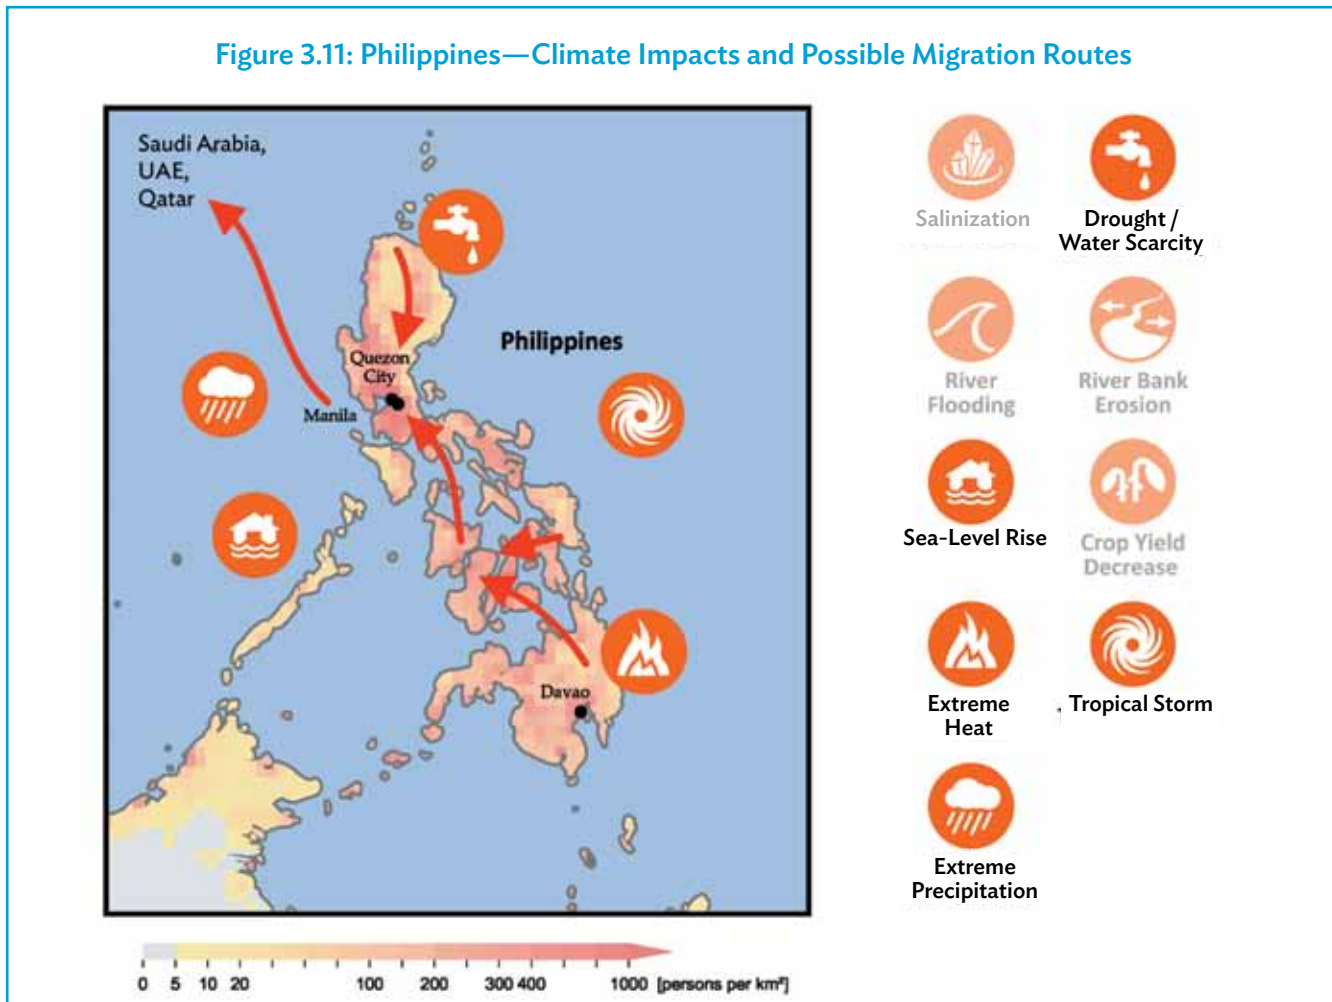 Figure 3.11: Philippines—Climate Impacts and Possible Migration Routes
Saudi Arabia,
UAE,
Qatar
Philippines
Quezon
City
Manila
Davao
Salinization
Drought /
Water Scarcity
River
Flooding
River Bank
Erosion
Sea-Level Rise
Crop Yield
Decrease
Extreme
Heat
Tropical Storm
Extreme
Precipitation
0 5 10 20 100 200 300 400 1000 [persons per km²]